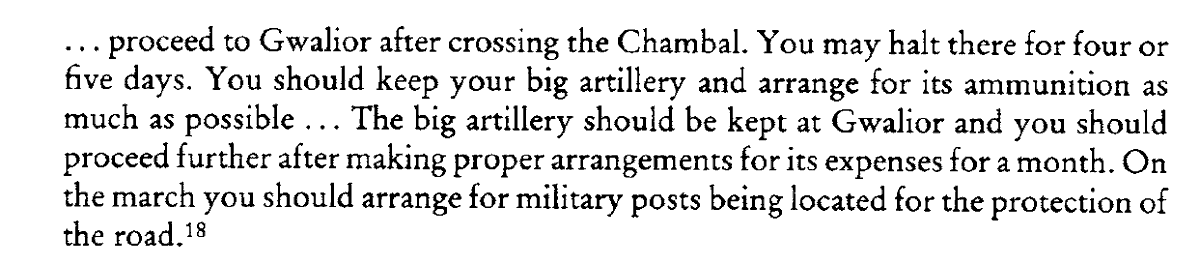 ... proceed to Gwalior after crossing the Chambal. You may halt there for four or
five days. You should keep your big artillery and arrange for its ammunition as
much as possible ... The big artillery should be kept at Gwalior and you should
proceed further after making proper arrangements for its expenses for a month. On
the march you should arrange for military posts being located for the protection of
the road.18